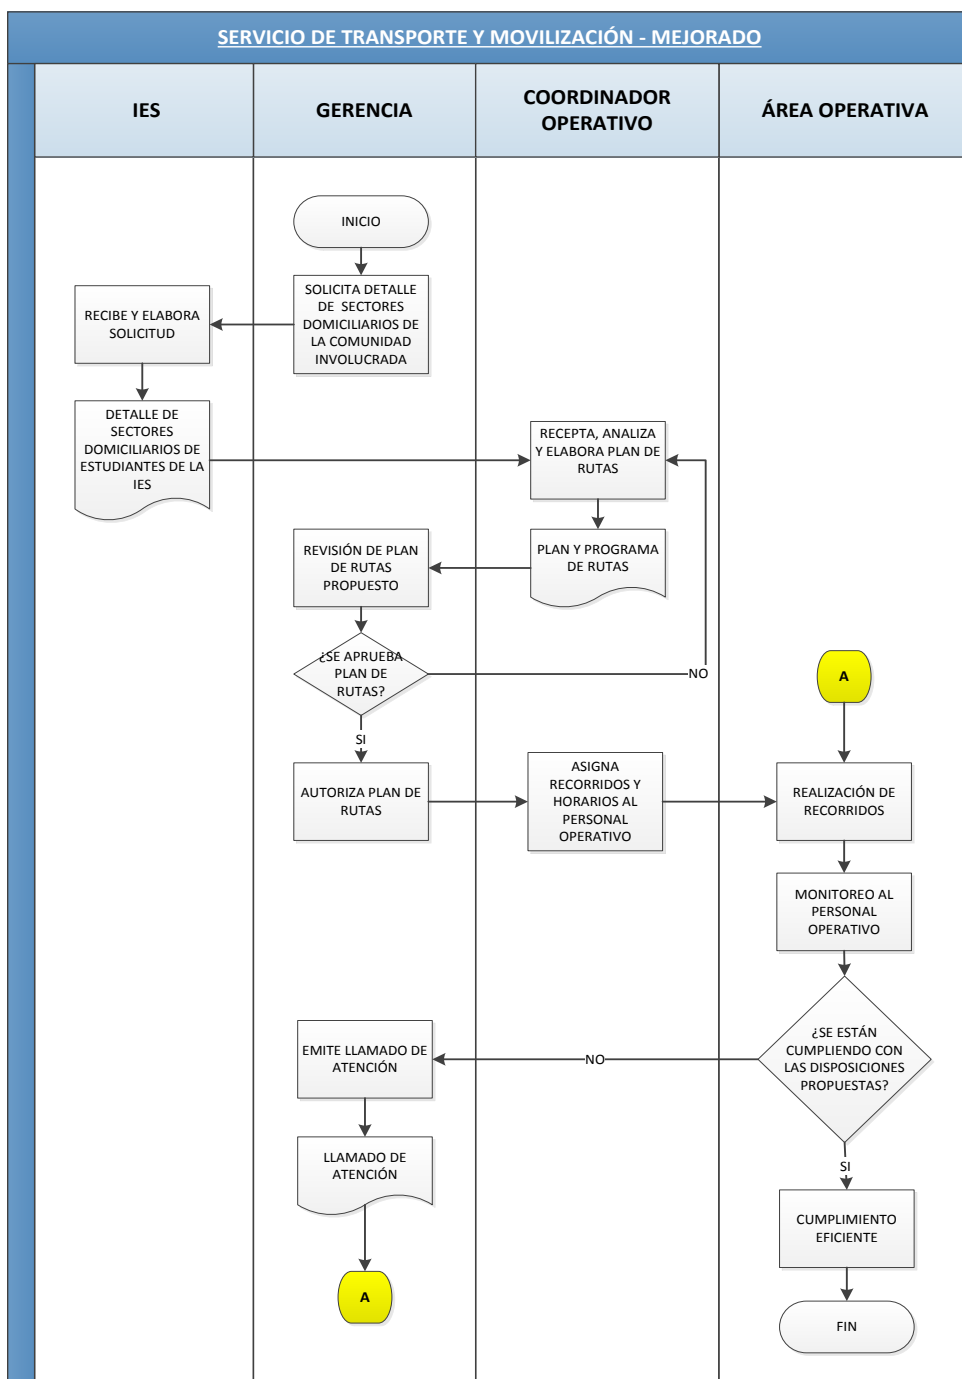 SERVICIO DE TRANSPORTE Y MOVILIZACIÓN - MEJORADO
IES
GERENCIA
COORDINADOR
OPERATIVO
ÁREA OPERATIVA
INICIO
SOLICITA DETALLE
DE SECTORES
DOMICILIARIOS DE
LA COMUNIDAD
INVOLUCRADA
RECIBE Y ELABORA
SOLICITUD
DETALLE DE
SECTORES
DOMICILIARIOS DE
ESTUDIANTES DE LA
IES
RECEPTA, ANALIZA
Y ELABORA PLAN DE
RUTAS
PLAN Y PROGRAMA
DE RUTAS
REVISIÓN DE PLAN
DE RUTAS
PROPUESTO
¿SE APRUEBA
PLAN DE
RUTAS?
NO
SI
A
AUTORIZA PLAN DE
RUTAS
ASIGNA
RECORRIDOS Y
HORARIOS AL
PERSONAL
OPERATIVO
REALIZACIÓN DE
RECORRIDOS
MONITOREO AL
PERSONAL
OPERATIVO
¿SE ESTÁN
CUMPLIENDO CON
LAS DISPOSICIONES
PROPUESTAS?
NO
EMITE LLAMADO DE
ATENCIÓN
LLAMADO DE
ATENCIÓN
A
SI
CUMPLIMIENTO
EFICIENTE
FIN